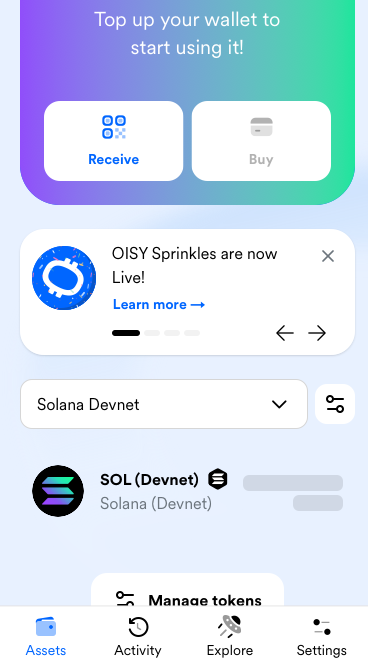 Top up your wallet to
start using it!
Receive
Buy
OISY Sprinkles are now
Live!
Learn more →
Solana Devnet
SOL (Devnet)
Solana (Devnet)
Manage tokens
Assets
Activity
Explore
Settings